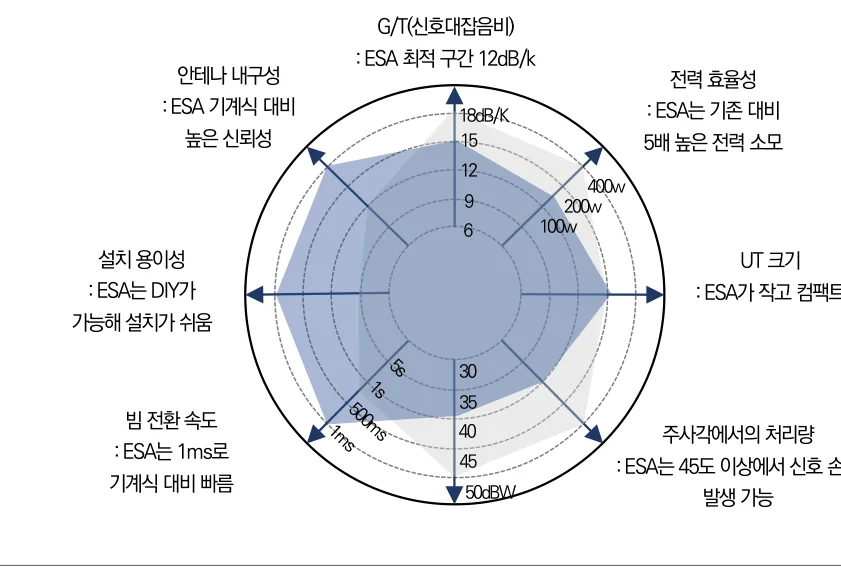 G/T(신호대잡음비)
: ESA 최적 구간 12dB/k
안테나 내구성
: ESA 기계식 대비
높은 신뢰성
전력 효율성
: ESA는 기존 대비
5배 높은 전력 소모
18dB/K
15
12
9
6
400w
200w
100w
설치 용이성
: ESA는 DIY가
가능해 설치가 쉬움
UT 크기
: ESA가 작고 컴팩트
5s
1s
500ms
1ms
30
35
40
45
50dBW
빔 전환 속도
: ESA는 1ms로
기계식 대비 빠름
주사각에서의 처리량
: ESA는 45도 이상에서 신호 손
발생 가능